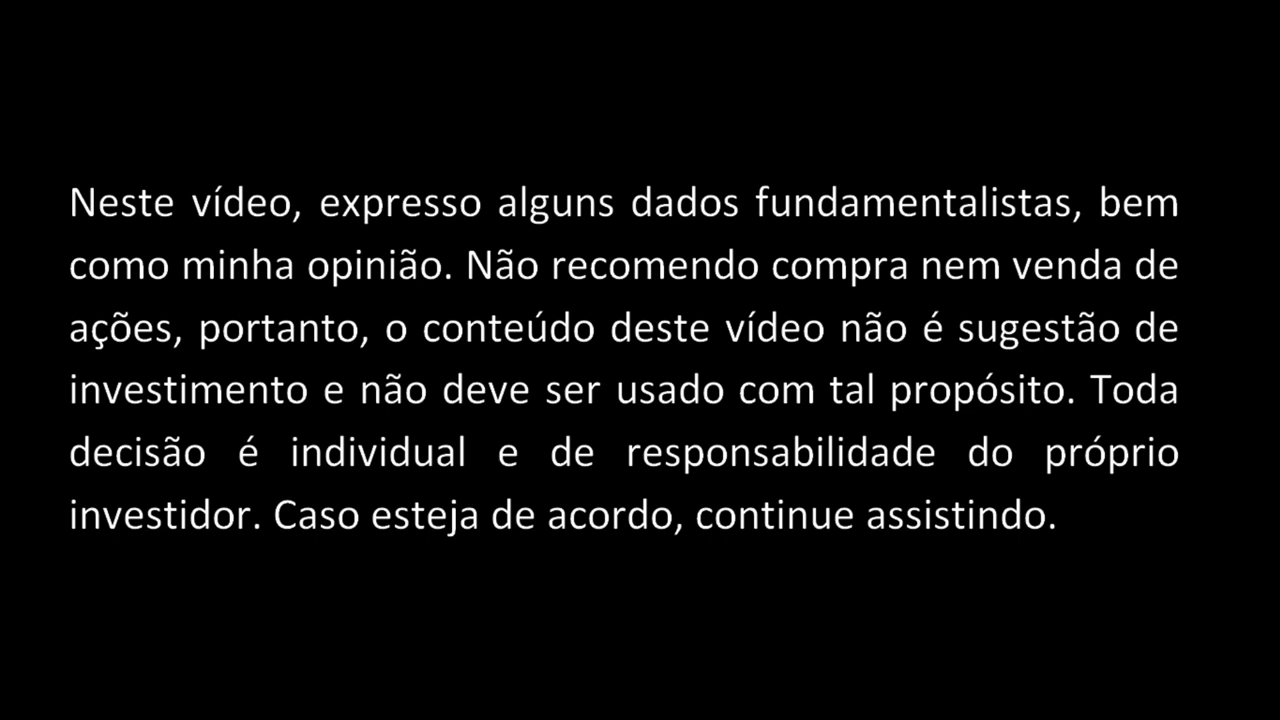 Neste vídeo, expresso alguns dados fundamentalistas, bem
como minha opinião. Não recomendo compra nem venda de
ações, portanto, o conteúdo deste vídeo não é sugestão de
investimento e não deve ser usado com tal propósito. Toda
decisão é individual e de responsabilidade do próprio
investidor. Caso esteja de acordo, continue assistindo.